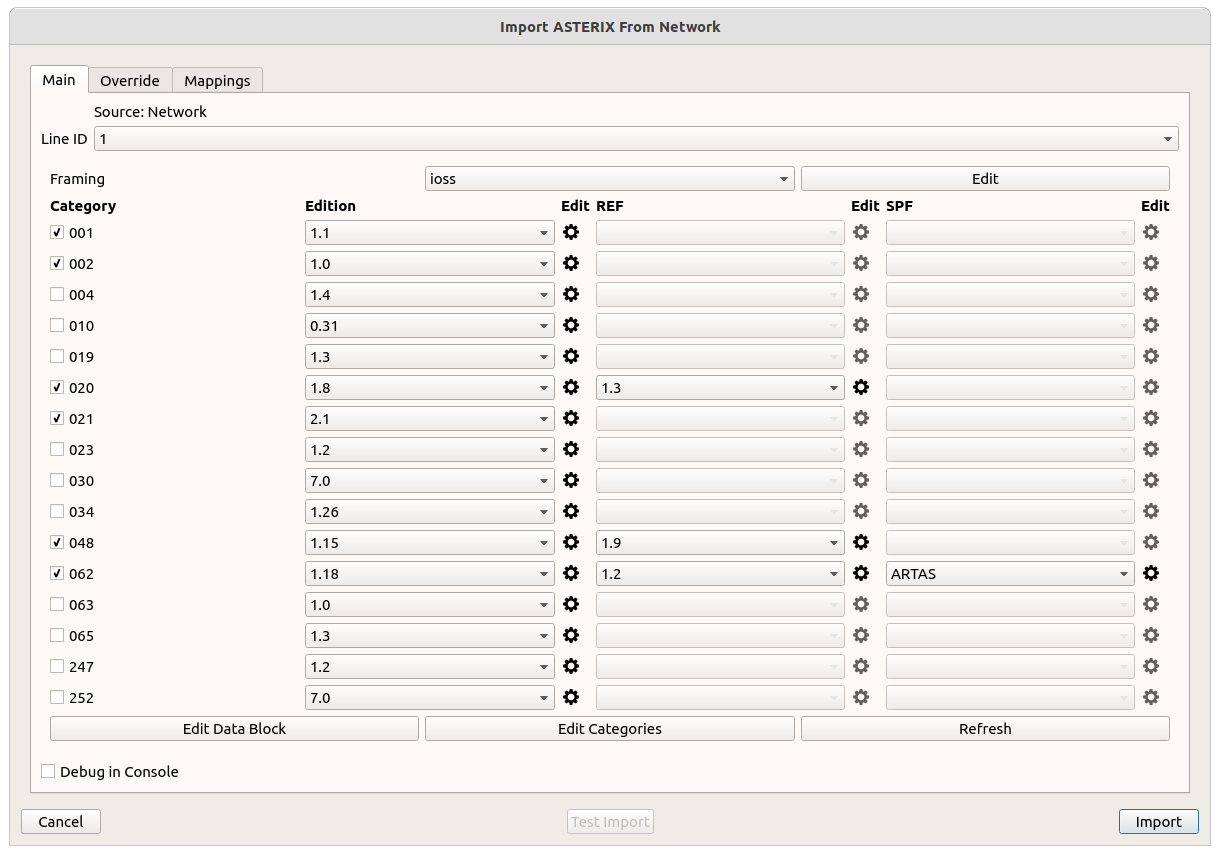 Import ASTERIX From Network
Main Override Mappings
Source: Network
Line ID 1
Framing ioss Edit
Category Edition Edit REF Edit SPF Edit
001 1.1
002 1.0
004 1.4
010 0.31
019 1.3
020 1.8 1.3
021 2.1
023 1.2
030 7.0
034 1.26
048 1.15 1.9
062 1.18 1.2 ARTAS
063 1.0
065 1.3
247 1.2
252 7.0
Edit Data Block Edit Categories Refresh
Debug in Console
Cancel Test Import Import